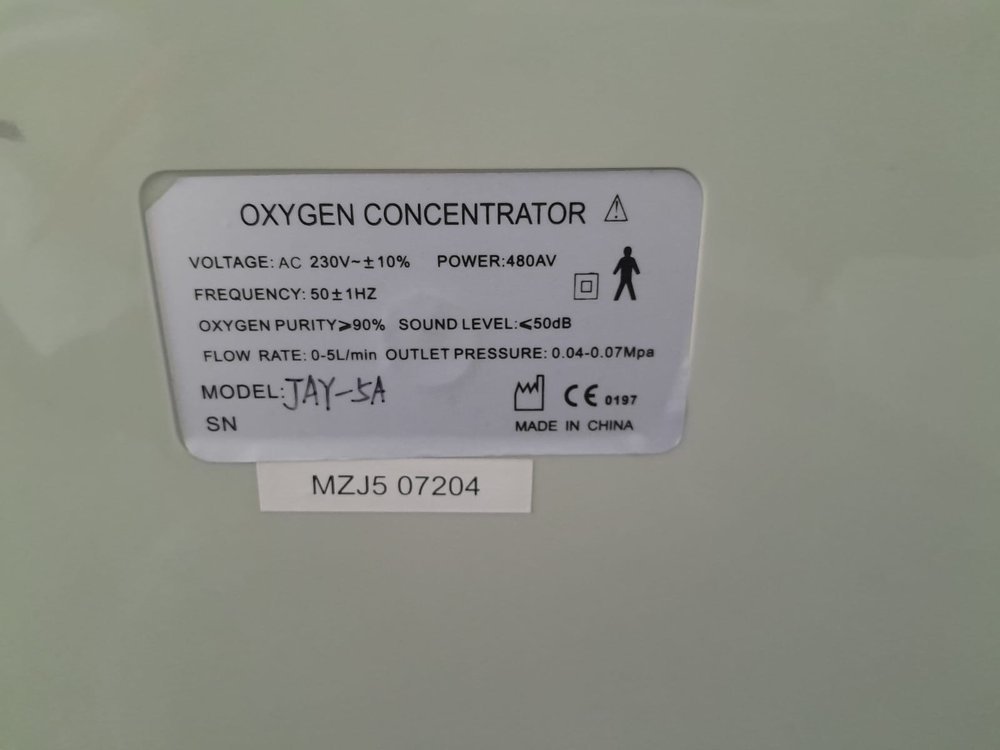 OXYGEN CONCENTRATOR
VOLTAGE: AC 230V~±10% POWER:480AV
FREQUENCY: 50±1HZ
OXYGEN PURITY⩾90% SOUND LEVEL:⩽50dB
FLOW RATE: 0-5L/min OUTLET PRESSURE: 0.04-0.07Mpa
MODEL: JAY-5A
CE 0197
SN
MADE IN CHINA
MZJ5 07204